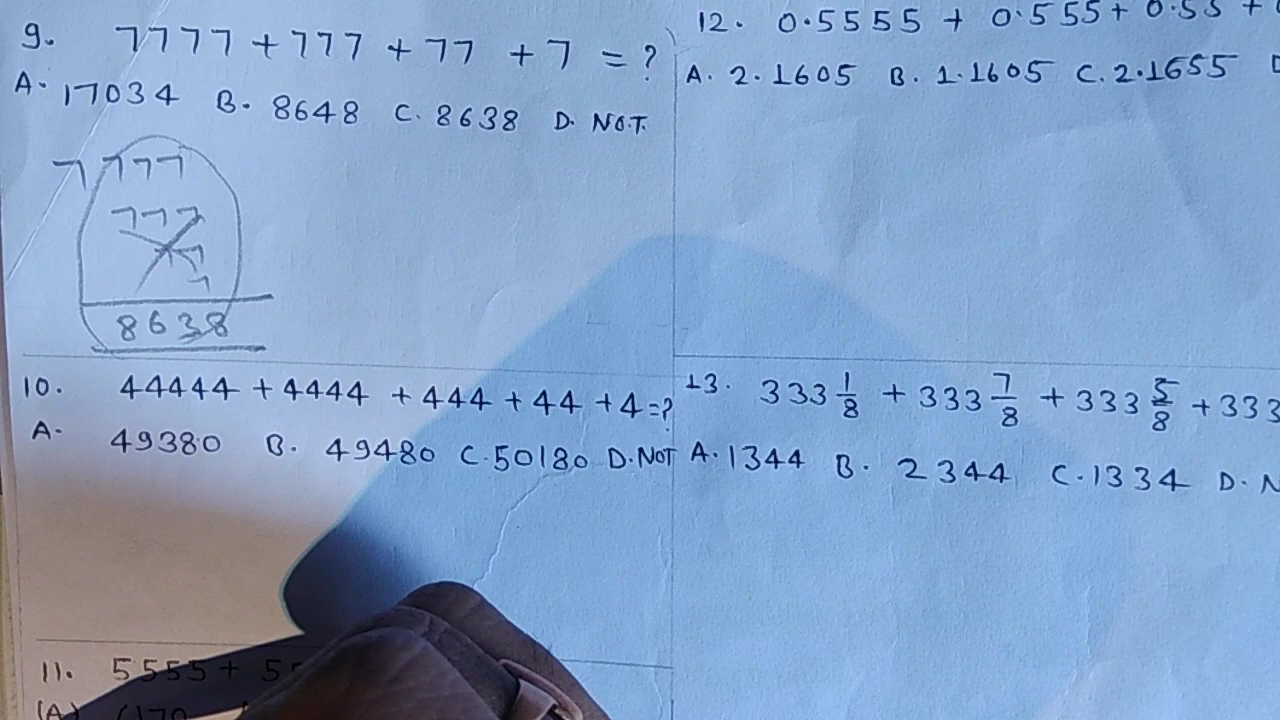 9. 7777 + 777 + 77 + 7 = ?
A. 17034 B. 8648 C. 8638 D. NOT.
7777
777
77
7
8638
10. 44444 + 4444 + 444 + 44 + 4 = ?
A. 49380 B. 49480 C. 50180 D. NOT
11. 5555 +
(A)
12. 0.5555 + 0.555 + 0.55 +
A. 2.1605 B. 1.1605 C. 2.1655
13. 333 1/8 + 333 7/8 + 333 5/8 + 333
A. 1344 B. 2344 C. 1334 D.